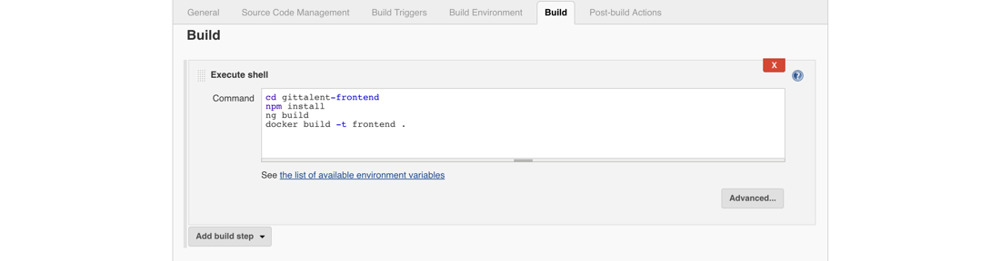 General Source Code Management Build Triggers Build Environment Build Post-build Actions
Build
X
Execute shell
?
Command
cd gittalent-frontend
npm install
ng build
docker build -t frontend .
See the list of available environment variables
Advanced...
Add build step